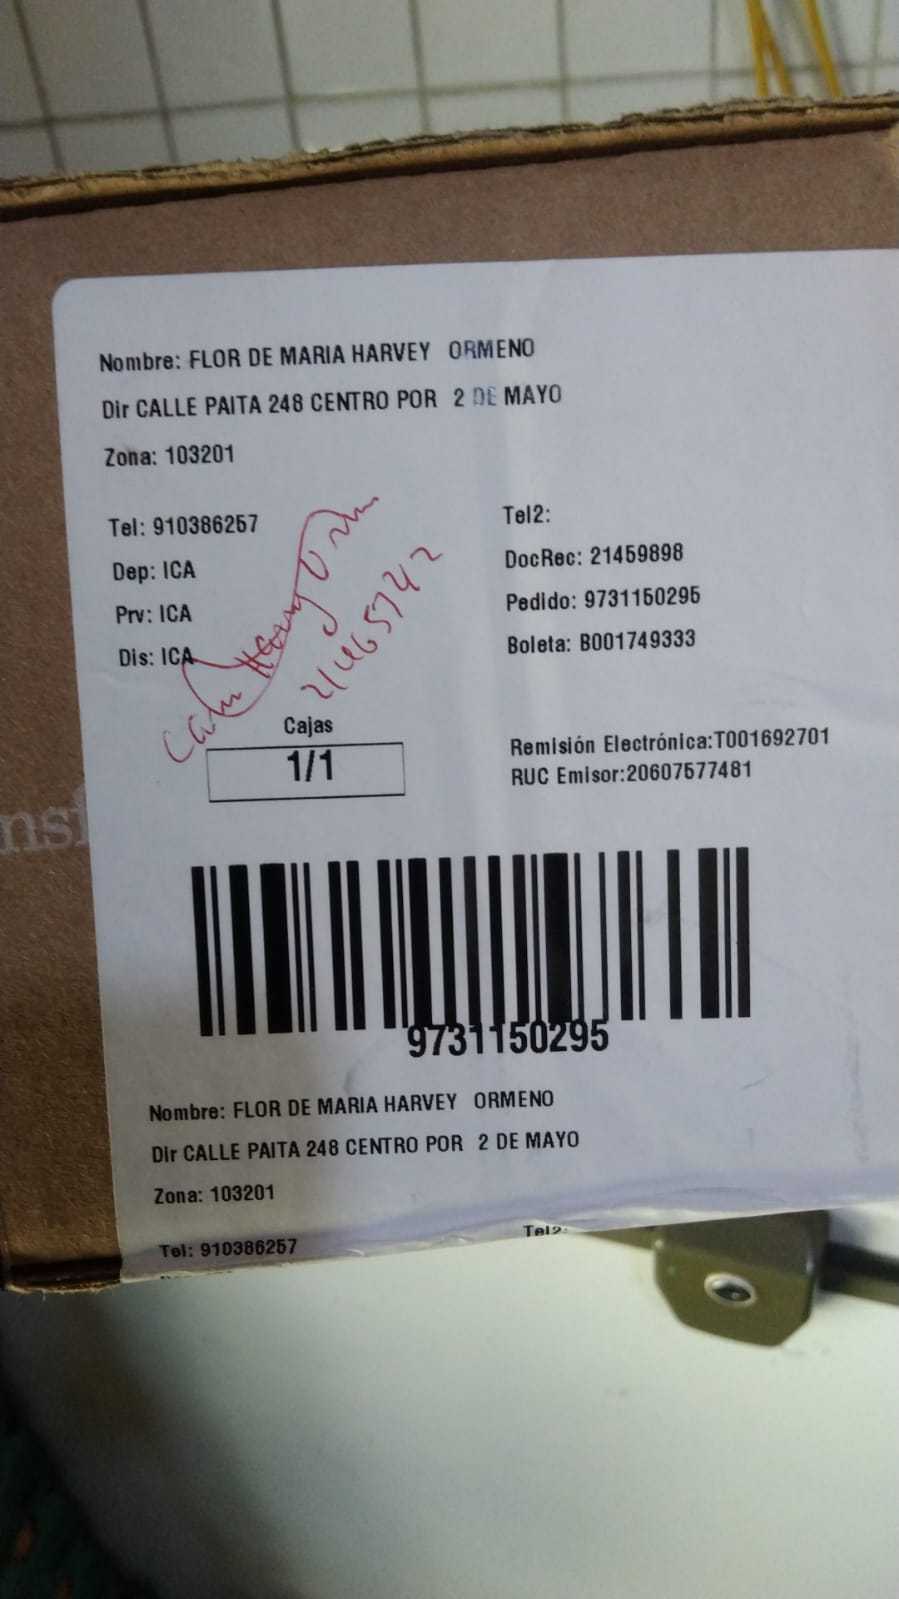 Nombre: FLOR DE MARIA HARVEY ORMENO
Dir CALLE PAITA 248 CENTRO POR 2 DE MAYO
Zona: 103201
Tel: 910386257
Tel2:
Dep: ICA
DocRec: 21459898
Prv: ICA
Pedido: 9731150295
Dis: ICA
Boleta: B001749333
21465742
Cajas
1/1
Remisión Electrónica:T001692701
RUC Emisor:20607577481
9731150295
Nombre: FLOR DE MARIA HARVEY ORMENO
Dir CALLE PAITA 248 CENTRO POR 2 DE MAYO
Zona: 103201
Tel: 910386257
Tel2: